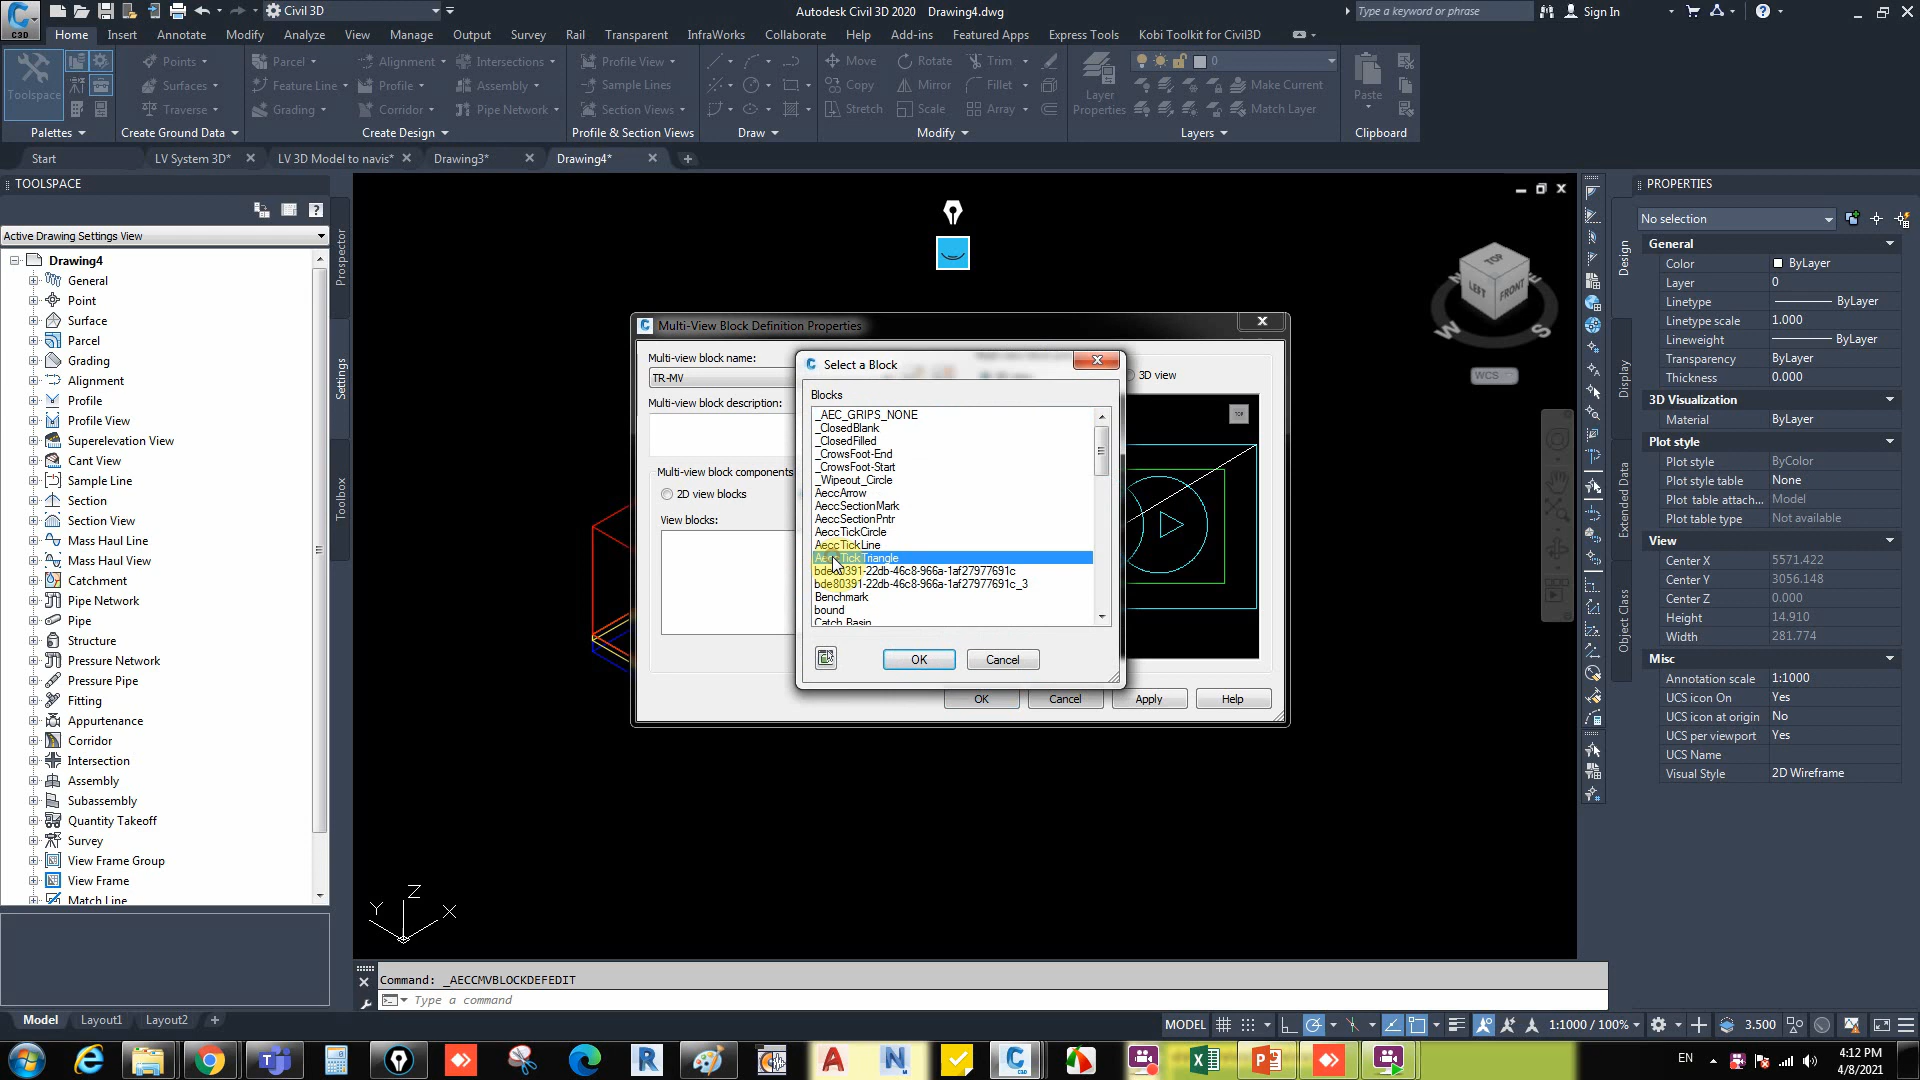 C3D
Civil 3D
Autodesk Civil 3D 2020 Drawing4.dwg
Type a keyword or phrase
Sign In
Home Insert Annotate Modify Analyze View Manage Output Survey Rail Transparent InfraWorks Collaborate Help Add-ins Featured Apps Express Tools Kobi Toolkit for Civil3D
Points Parcel Alignment Intersections Profile View Move Rotate Trim 0
Toolspace Surfaces Feature Line Profile Assembly Sample Lines Copy Mirror Fillet Layer Properties Make Current Paste
Traverse Grading Corridor Pipe Network Section Views Stretch Scale Array Match Layer
Palettes Create Ground Data Create Design Profile & Section Views Draw Modify Layers Clipboard
Start LV System 3D* LV 3D Model to navis* Drawing3* Drawing4*
TOOLSPACE
Active Drawing Settings View
Drawing4
General
Point
Surface
Parcel
Grading
Alignment
Profile
Profile View
Superelevation View
Cant View
Sample Line
Section
Section View
Mass Haul Line
Mass Haul View
Catchment
Pipe Network
Pipe
Structure
Pressure Network
Pressure Pipe
Fitting
Appurtenance
Corridor
Intersection
Assembly
Subassembly
Quantity Takeoff
Survey
View Frame Group
View Frame
Match Line
Prospector
Settings
Toolbox
Multi-View Block Definition Properties
Multi-view block name:
TR-MV
Multi-view block description:
Multi-view block components
2D view blocks
View blocks:
3D view
TOP
OK Cancel Apply Help
Select a Block
Blocks
_AEC_GRIPS_NONE
_ClosedBlank
_ClosedFilled
_CrowsFoot-End
_CrowsFoot-Start
_Wipeout_Circle
AeccArrow
AeccSectionMark
AeccSectionPntr
AeccTickCircle
AeccTickLine
AeccTickTriangle
bde80391-22db-46c8-966a-1af27977691c
bde80391-22db-46c8-966a-1af27977691c_3
Benchmark
bound
Catch Basin
OK Cancel
TOP
LEFT
FRONT
W
S
WCS
Z
Y
X
Command: _AECCMVBLOCKDEFEDIT
Type a command
PROPERTIES
No selection
General
Color ByLayer
Layer 0
Linetype ByLayer
Linetype scale 1.000
Lineweight ByLayer
Transparency ByLayer
Thickness 0.000
3D Visualization
Material ByLayer
Plot style
Plot style ByColor
Plot style table None
Plot table attach... Model
Plot table type Not available
View
Center X 5571.422
Center Y 3056.148
Center Z 0.000
Height 14.910
Width 281.774
Misc
Annotation scale 1:1000
UCS icon On Yes
UCS icon at origin No
UCS per viewport Yes
UCS Name
Visual Style 2D Wireframe
Design
Display
Extended Data
Object Class
Model Layout1 Layout2
MODEL 1:1000 / 100% 3.500
EN 4:12 PM
4/8/2021